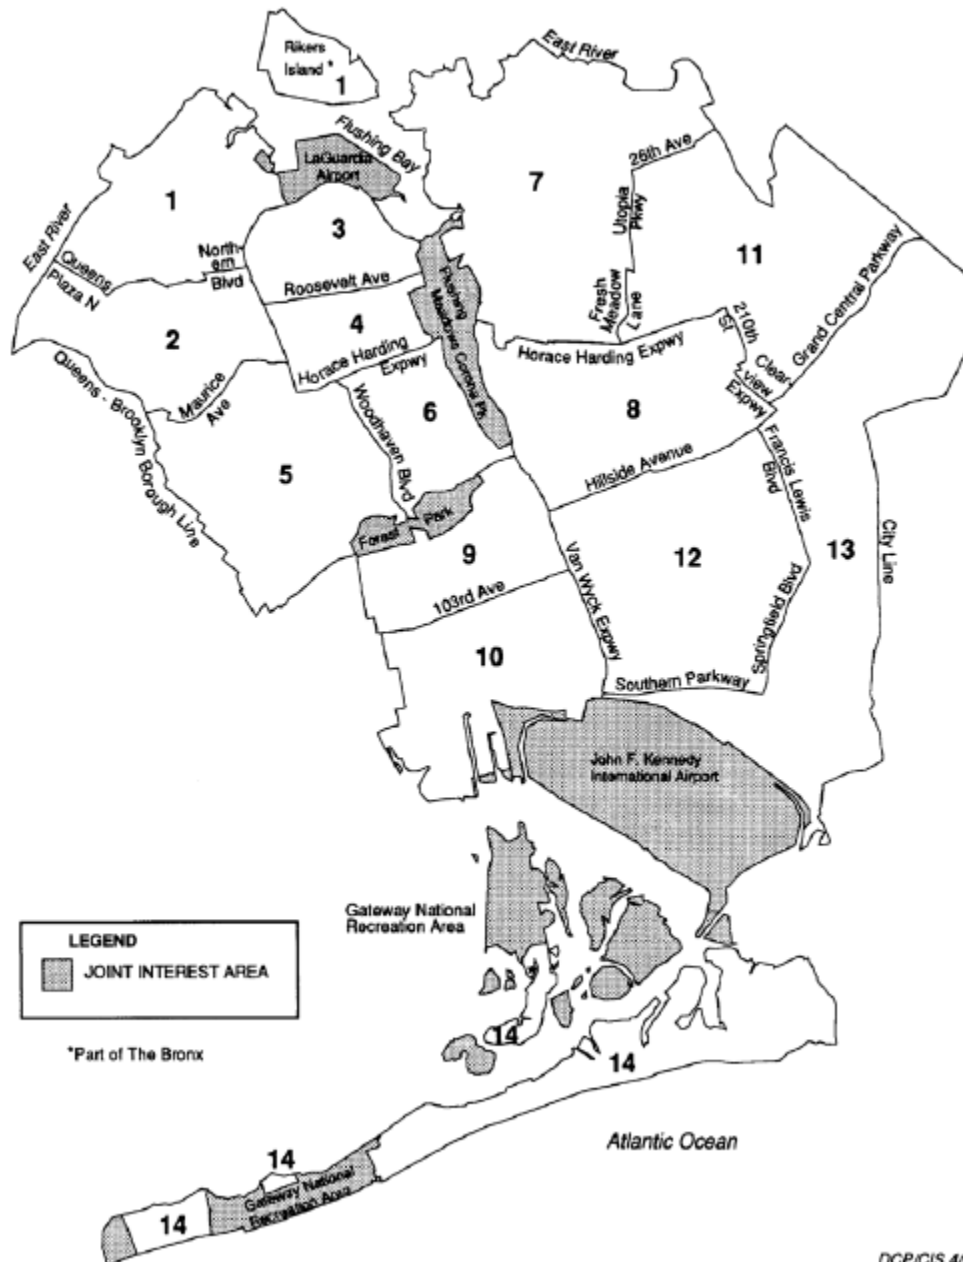 East River
Rikers
Island *
1
Flushing Bay
LaGuardia
Airport
26th Ave
7
1
3
Utopia
Pkwy
11
East River
Queens
Plaza N
North-
ern
Blvd
Roosevelt Ave
Flushing
Meadows Corona Pk
Fresh
Meadow
Lane
210th
St
Grand Central Parkway
2
4
Horace Harding
Expwy
Horace Harding Expwy
Clear-
view
Expwy
Queens - Brooklyn Borough Line
Maurice
Ave
Woodhaven Blvd
6
8
Hillside Avenue
Francis Lewis
Blvd
5
Forest Park
9
103rd Ave
Van Wyck Expwy
12
13
City Line
Springfield Blvd
10
Southern Parkway
John F. Kennedy
International Airport
Gateway National
Recreation Area
LEGEND
JOINT INTEREST AREA
*Part of The Bronx
14
14
Atlantic Ocean
14
Gateway National
Recreation Area
14
DCP/CIS 4/